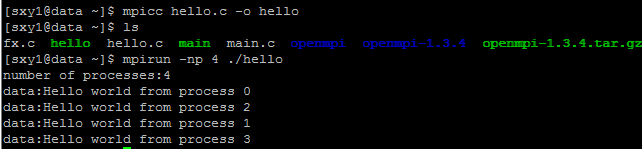 [sxy1@data ~]$ mpicc hello.c -o hello
[sxy1@data ~]$ ls
fx.c hello hello.c main main.c openmpi openmpi-1.3.4 openmpi-1.3.4.tar.gz
[sxy1@data ~]$ mpirun -np 4 ./hello
number of processes:4
data:Hello world from process 0
data:Hello world from process 2
data:Hello world from process 1
data:Hello world from process 3